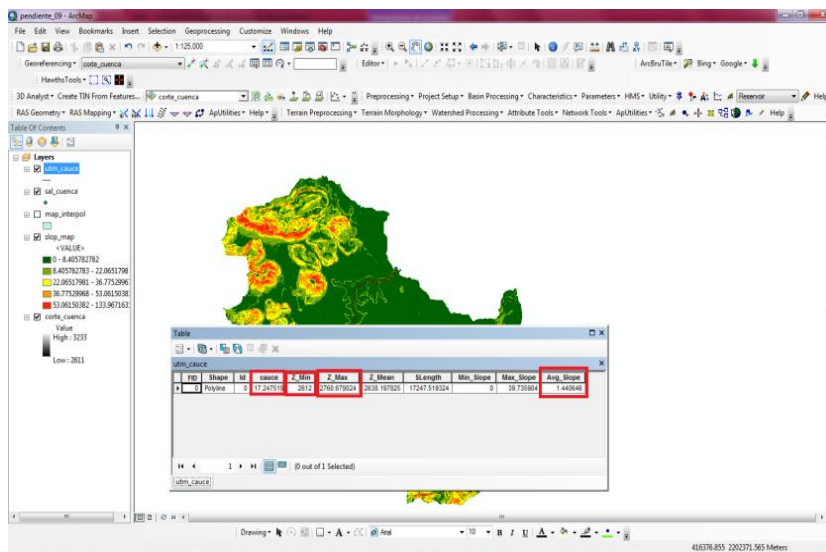 pendiente_09 - ArcMap
File Edit View Bookmarks Insert Selection Geoprocessing Customize Windows Help
1:125,000
Georeferencing corte_cuenca Editor ArcBruTile Bing Google
HawthsTools
3D Analyst Create TIN From Features... corte_cuenca Preprocessing Project Setup Basin Processing Characteristics Parameters HMS Utility Reservoir Help
RAS Geometry RAS Mapping ApUtilities Help Terrain Preprocessing Terrain Morphology Watershed Processing Attribute Tools Network Tools ApUtilities Help
Table Of Contents
Layers
utm_cauce
sal_cuenca
map_interpol
slop_map
<VALUE>
0 - 8.405782782
8.405782783 - 22.0651798
22.06517981 - 36.7752996
36.77529968 - 53.0615038
53.06150382 - 133.967163
corte_cuenca
Value
High : 3233
Low : 2611
Table
utm_cauce
FID Shape Id cauce Z_Min Z_Max Z_Mean SLength Min_Slope Max_Slope Avg_Slope
0 Polyline 0 17.247519 2612 2760.679024 2638.197825 17247.519324 0 39.735984 1.440646
1 (0 out of 1 Selected)
utm_cauce
Drawing A Arial 10 B I U A
416376.855 2202371.565 Meters